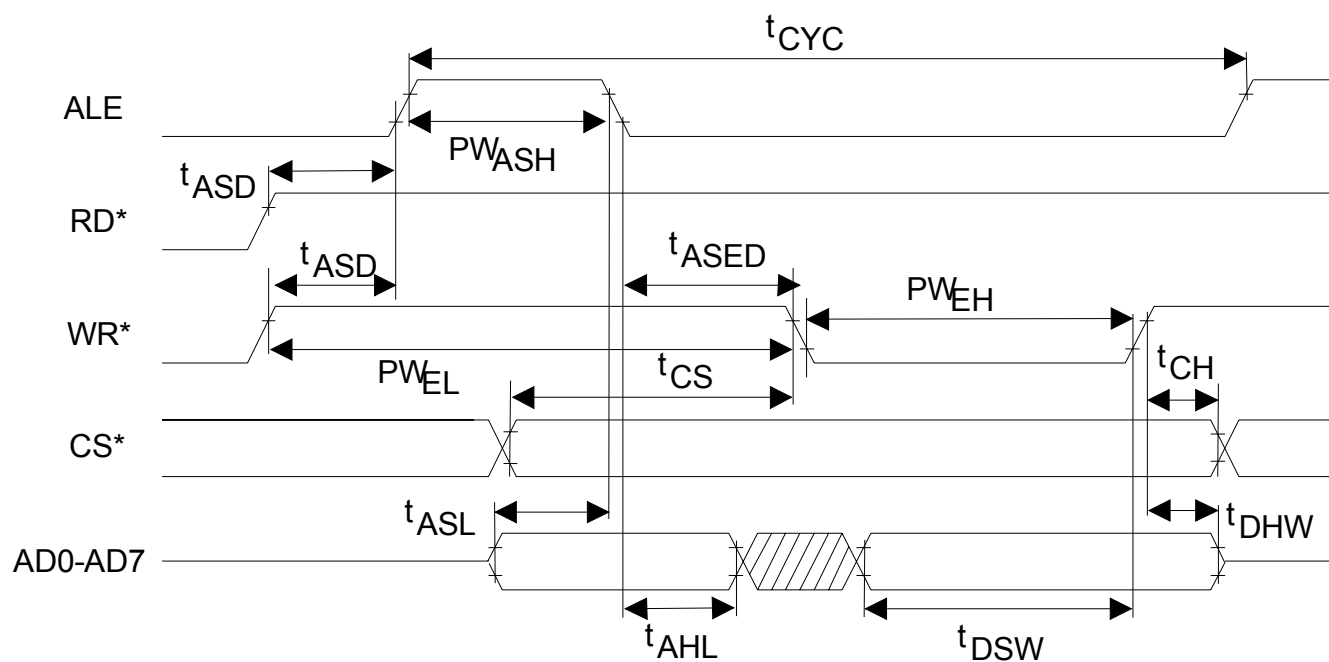 tCYC
ALE
PWASH
tASD
RD*
tASD
tASED
PWEH
WR*
PWEL
tCS
tCH
CS*
tASL
tDHW
AD0-AD7
tAHL
tDSW